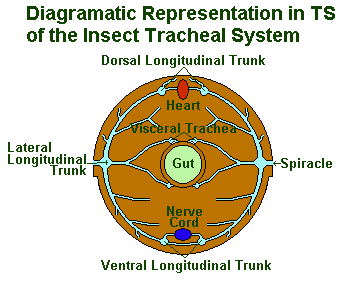 Diagramatic Representation in TS
of the Insect Tracheal System
Dorsal Longitudinal Trunk
Heart
Visceral Trachea
Lateral
Longitudinal
Trunk
Gut
Spiracle
Nerve
Cord
Ventral Longitudinal Trunk